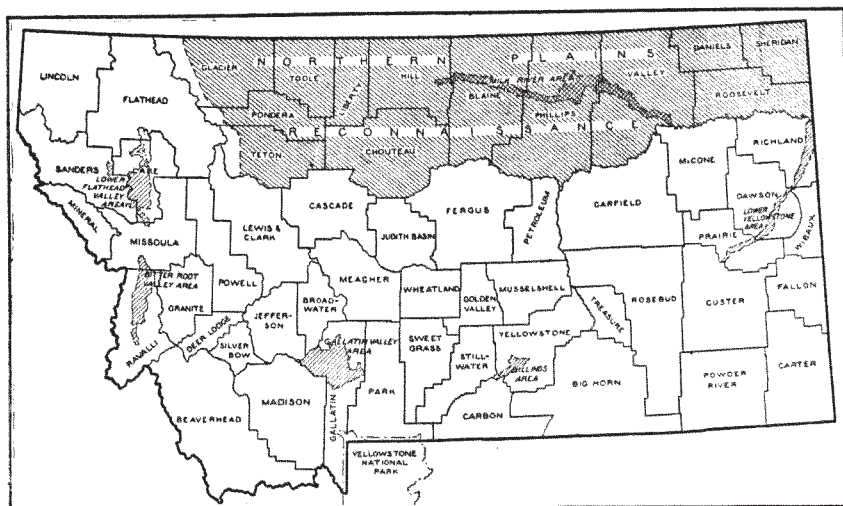 NORTHERN PLAINS
RECONNAISSANCE
LINCOLN
FLATHEAD
GLACIER
TOOLE
LIBERTY
HILL
MILK RIVER AREA
BLAINE
PHILLIPS
VALLEY
DANIELS
SHERIDAN
ROOSEVELT
PONDERA
TETON
CHOUTEAU
SANDERS
LAKE
LOWER
FLATHEAD
VALLEY
AREA
MINERAL
MISSOULA
LEWIS &
CLARK
CASCADE
JUDITH BASIN
FERGUS
PETROLEUM
GARFIELD
McCONE
RICHLAND
DAWSON
LOWER
YELLOWSTONE
AREA
PRAIRIE
WIBAUX
BITTER ROOT
VALLEY AREA
RAVALLI
GRANITE
POWELL
DEER LODGE
SILVER
BOW
JEFFER-
SON
BROAD-
WATER
MEAGHER
WHEATLAND
GOLDEN
VALLEY
MUSSELSHELL
TREASURE
ROSEBUD
CUSTER
FALLON
GALLATIN VALLEY
AREA
SWEET
GRASS
STILL-
WATER
YELLOWSTONE
BILLINGS
AREA
BIG HORN
POWDER
RIVER
CARTER
BEAVERHEAD
MADISON
GALLATIN
PARK
CARBON
YELLOWSTONE
NATIONAL
PARK